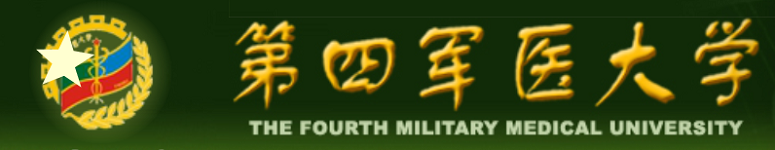 第四军医大学
THE FOURTH MILITARY MEDICAL UNIVERSITY